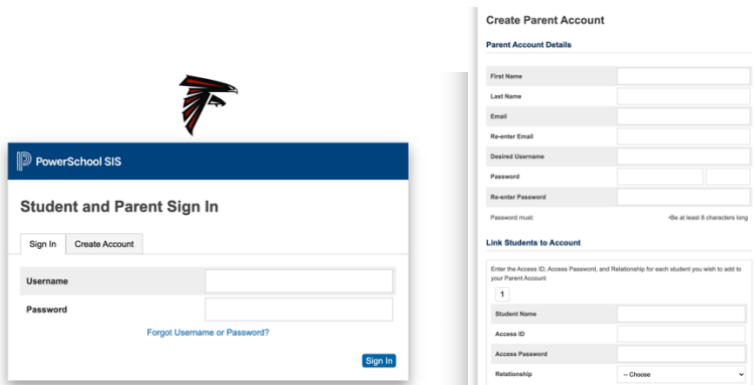 PowerSchool SIS
Student and Parent Sign In
Sign In
Create Account
Username
Password
Forgot Username or Password?
Sign In
Create Parent Account
Parent Account Details
First Name
Last Name
Email
Re-enter Email
Desired Username
Password
Re-enter Password
Password must:
•Be at least 8 characters long
Link Students to Account
Enter the Access ID, Access Password, and Relationship for each student you wish to add to
your Parent Account
1
Student Name
Access ID
Access Password
Relationship
-- Choose